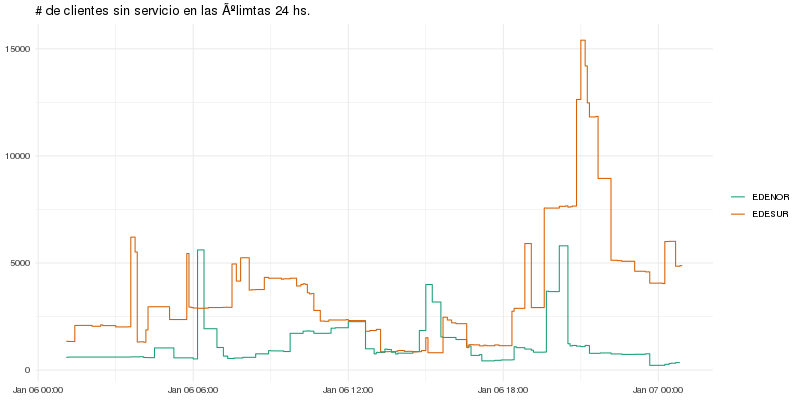 # de clientes sin servicio en las Ãºlimtas 24 hs.
15000
10000
5000
0
Jan 06 00:00
Jan 06 06:00
Jan 06 12:00
Jan 06 18:00
Jan 07 00:00
EDENOR
EDESUR